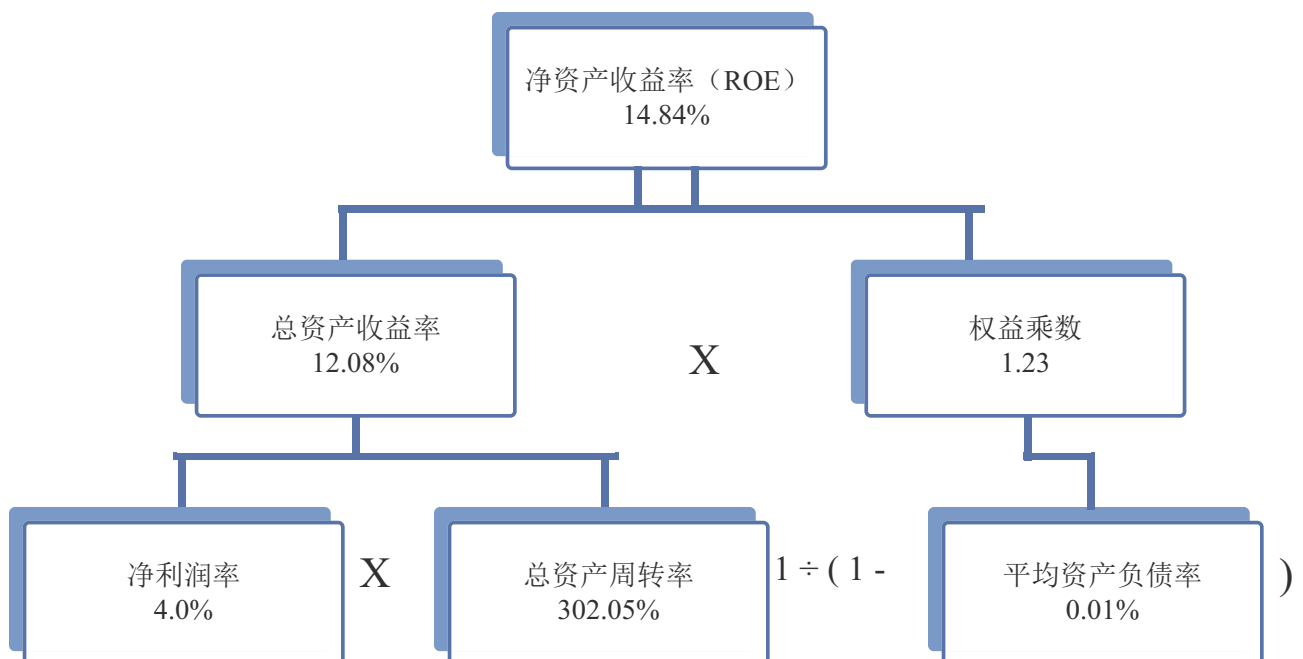 净资产收益率（ROE）
14.84%
总资产收益率
12.08%
X
权益乘数
1.23
净利润率
4.0%
X
总资产周转率
302.05%
1 ÷ ( 1 -
平均资产负债率
0.01%
)